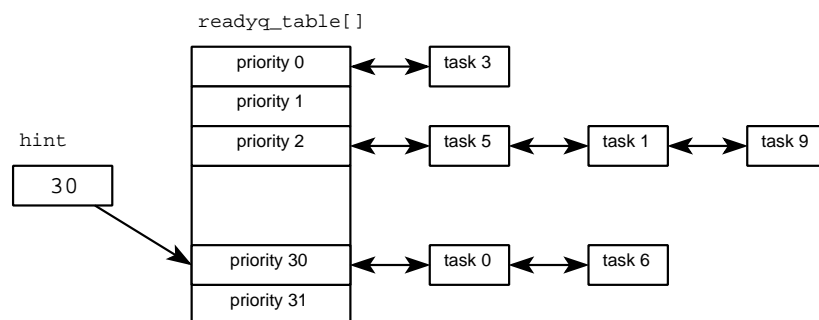 readyq_table[]
priority 0 task 3
priority 1
hint
priority 2 task 5 task 1 task 9
30
priority 30 task 0 task 6
priority 31